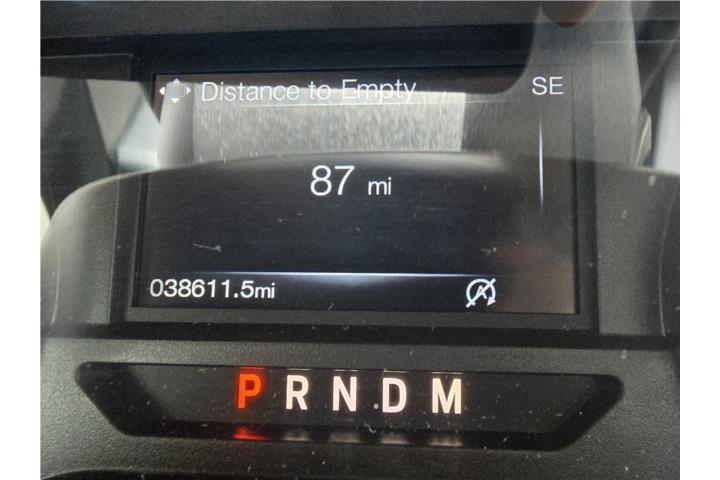 Distance to Empty SE
87 mi
038611.5mi
P R N D M